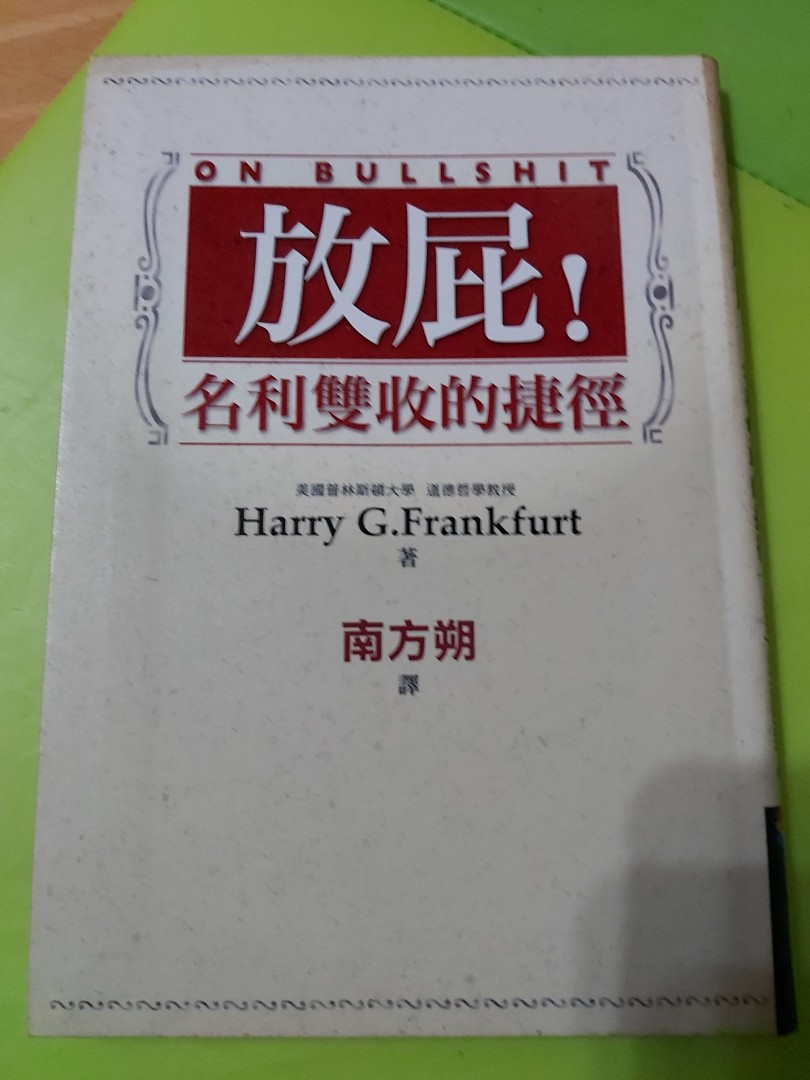 ON BULLSHIT
放屁!
名利雙收的捷徑
美國普林斯頓大學 道德哲學教授
Harry G.Frankfurt
著
南方朔
譯